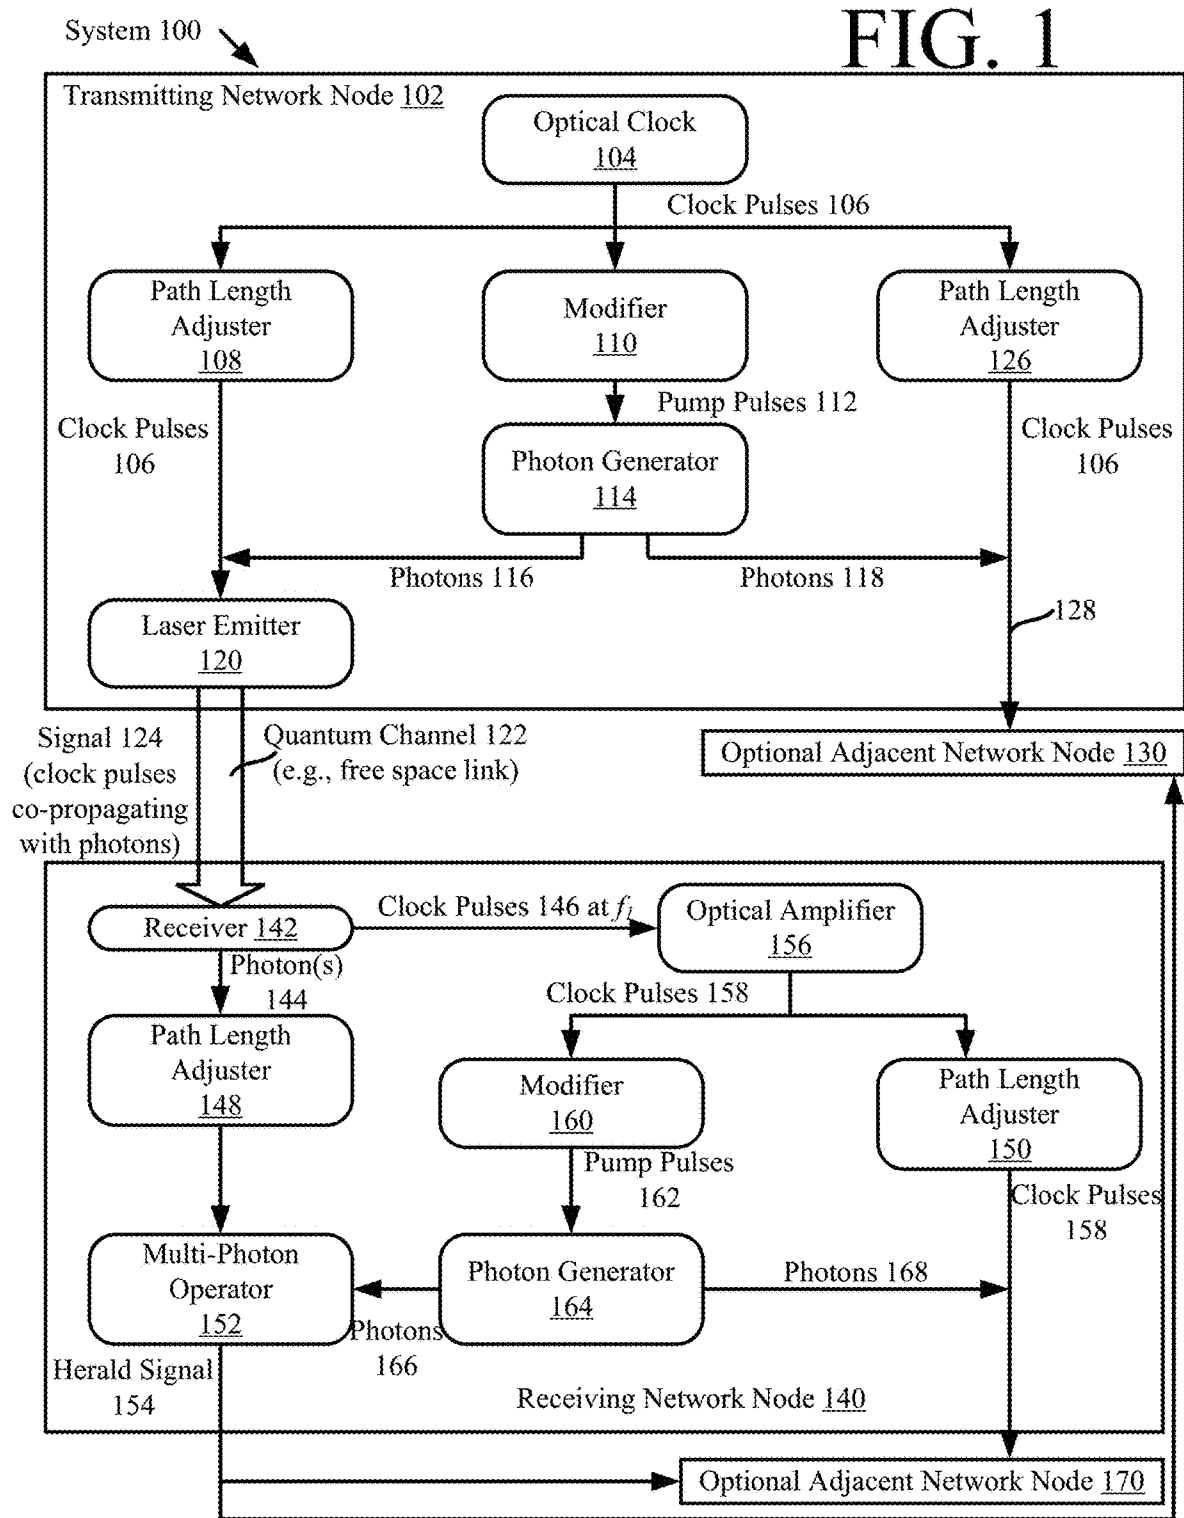 System 100
FIG. 1
Transmitting Network Node 102
Optical Clock
104
Clock Pulses 106
Path Length
Adjuster
108
Modifier
110
Path Length
Adjuster
126
Pump Pulses 112
Clock Pulses
106
Photon Generator
114
Clock Pulses
106
Photons 116
Photons 118
Laser Emitter
120
128
Signal 124
(clock pulses
co-propagating
with photons)
Quantum Channel 122
(e.g., free space link)
Optional Adjacent Network Node 130
Receiver 142
Clock Pulses 146 at f1
Optical Amplifier
156
Photon(s)
144
Clock Pulses 158
Path Length
Adjuster
148
Modifier
160
Path Length
Adjuster
150
Pump Pulses
162
Clock Pulses
158
Multi-Photon
Operator
152
Photons
166
Photon Generator
164
Photons 168
Herald Signal
154
Receiving Network Node 140
Optional Adjacent Network Node 170